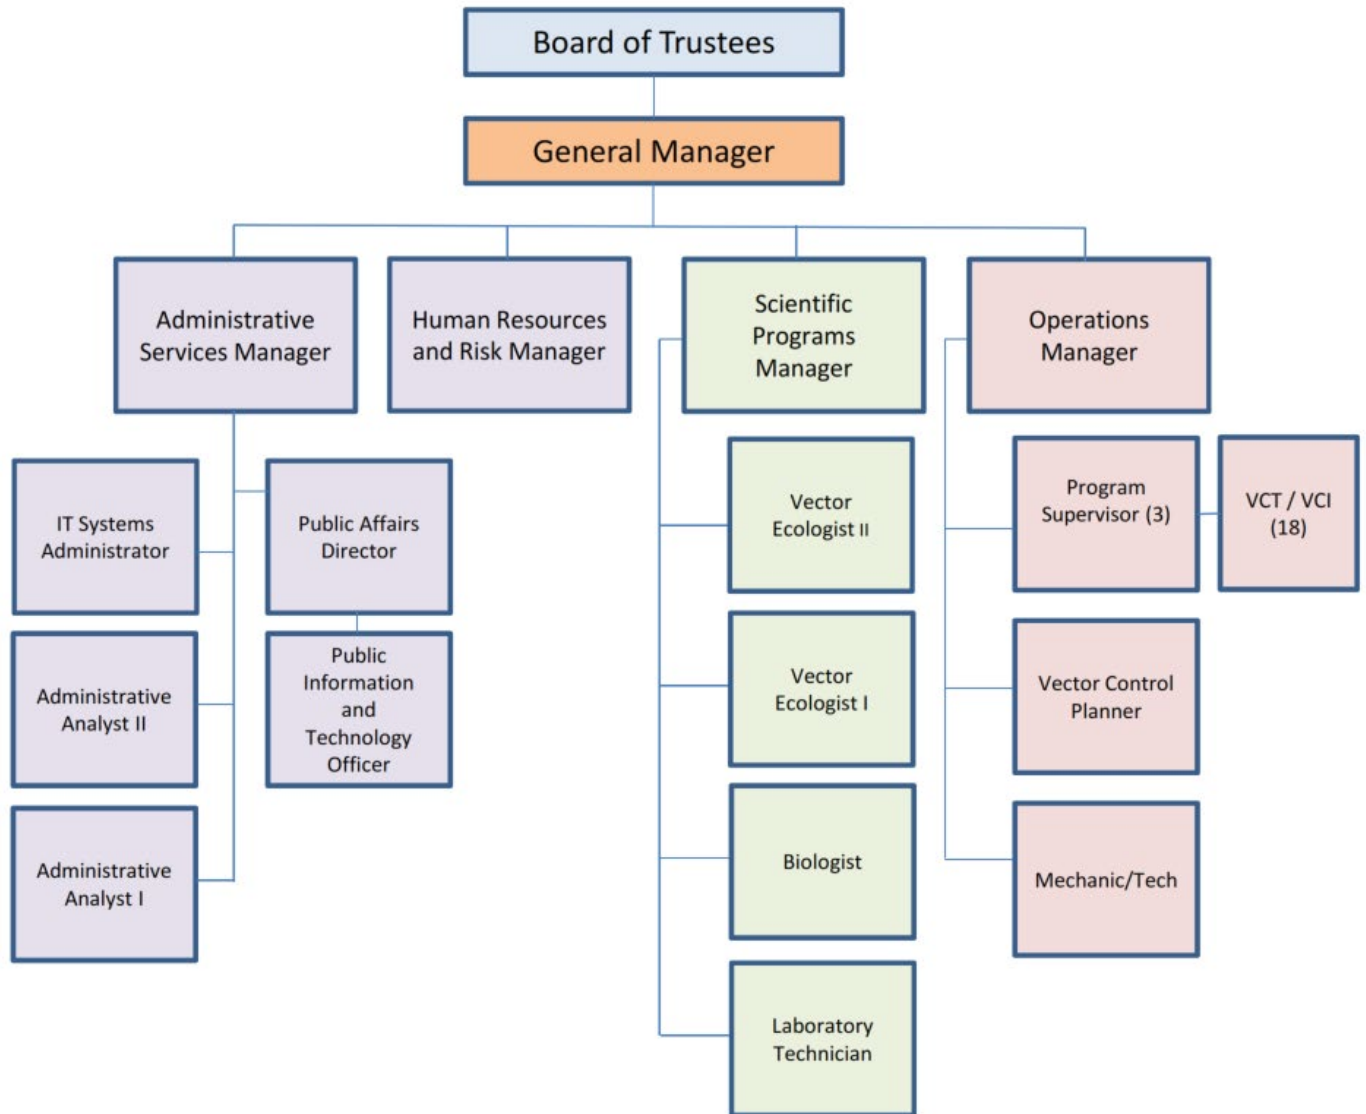 Board of Trustees
General Manager
Administrative
Services Manager
Human Resources
and Risk Manager
Scientific
Programs
Manager
Operations
Manager
IT Systems
Administrator
Public Affairs
Director
Administrative
Analyst II
Public
Information
and
Technology
Officer
Administrative
Analyst I
Vector
Ecologist II
Vector
Ecologist I
Biologist
Laboratory
Technician
Program
Supervisor (3)
VCT / VCI
(18)
Vector Control
Planner
Mechanic/Tech